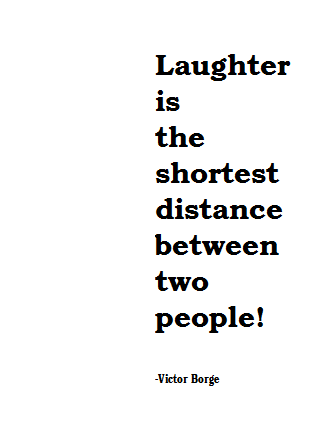 Laughter
is
the
shortest
distance
between
two
people!
-Victor Borge